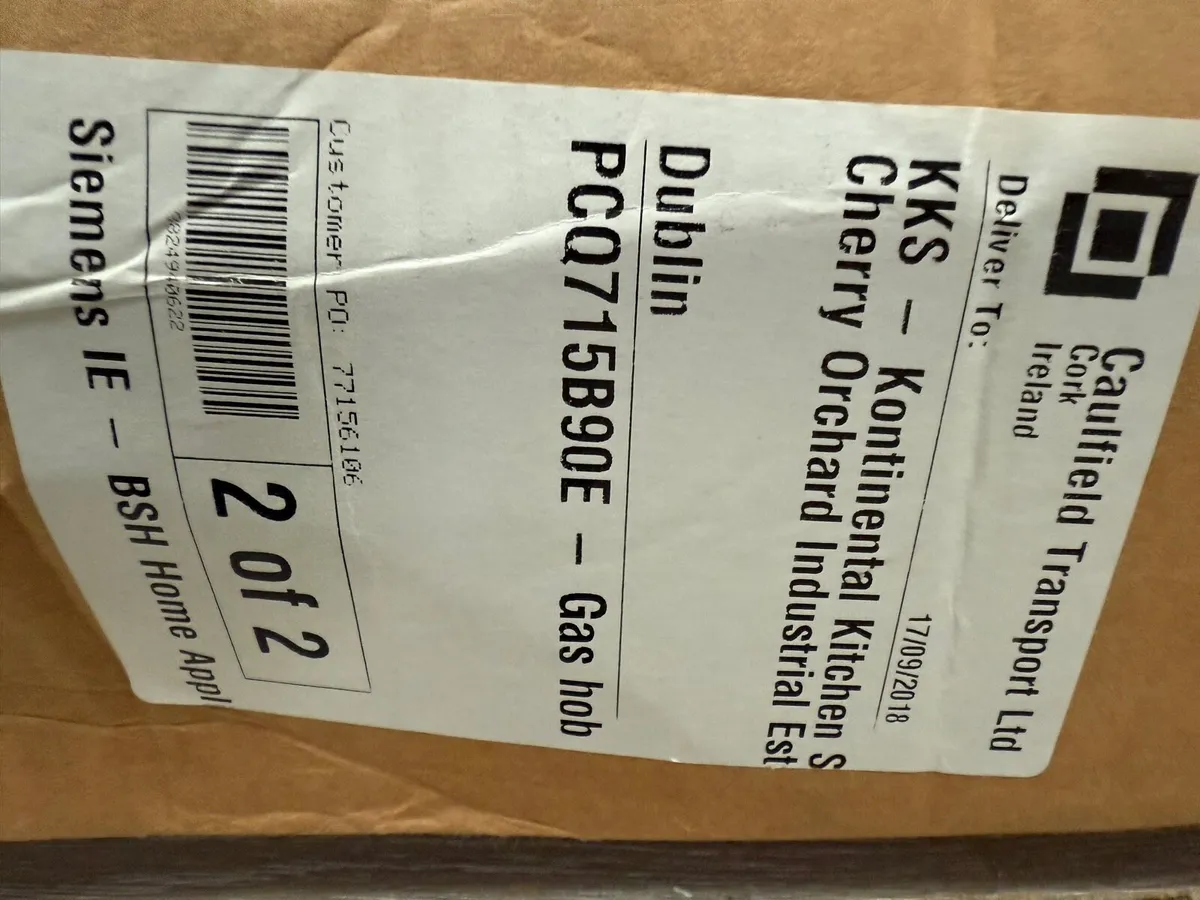 Caulfield Transport Ltd
Cork
Ireland
Deliver To:
17/09/2018
KKS - Kontinental Kitchen S
Cherry Orchard Industrial Est
Dublin
PCQ715B90E - Gas hob
Customer PO: 77156106
2 of 2
Siemens IE - BSH Home Appl